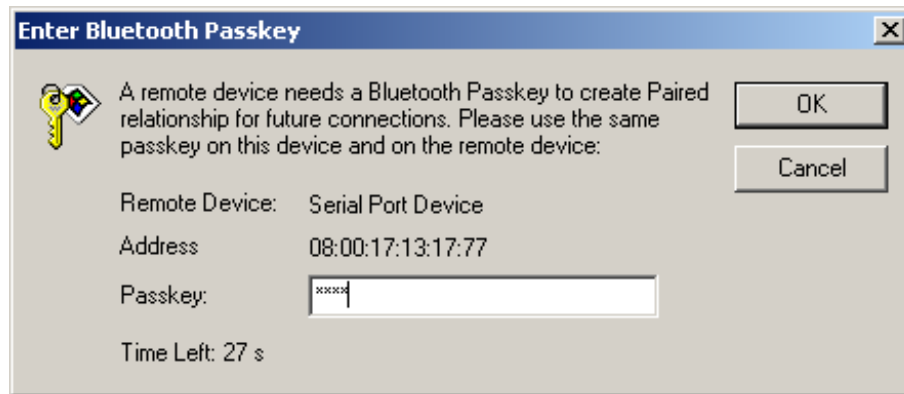 Enter Bluetooth Passkey
A remote device needs a Bluetooth Passkey to create Paired
relationship for future connections. Please use the same
passkey on this device and on the remote device:
OK
Cancel
Remote Device: Serial Port Device
Address 08:00:17:13:17:77
Passkey: ××××
Time Left: 27 s